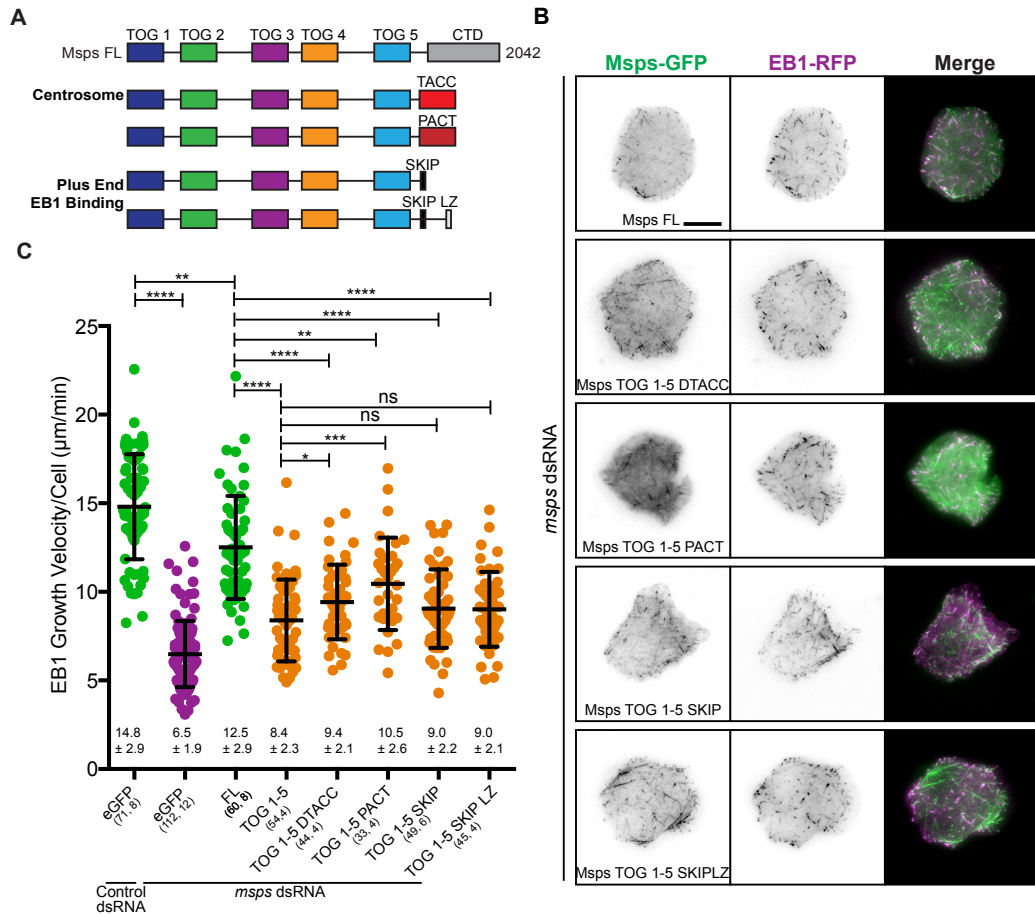 A
TOG 1 TOG 2 TOG 3 TOG 4 TOG 5 CTD
Msps FL 2042
Centrosome TACC
PACT
Plus End
EB1 Binding
SKIP
SKIP LZ
B
Msps-GFP EB1-RFP Merge
msps dsRNA
Msps FL
Msps TOG 1-5 DTACC
Msps TOG 1-5 PACT
Msps TOG 1-5 SKIP
Msps TOG 1-5 SKIPLZ
C
** ****
**** ****
** ****
**** ns
ns
***
*
EB1 Growth Velocity/Cell (µm/min)
25
20
15
10
5
0
14.8 6.5 12.5 8.4 9.4 10.5 9.0 9.0
± 2.9 ± 1.9 ± 2.9 ± 2.3 ± 2.1 ± 2.6 ± 2.2 ± 2.1
eGFP
(71, 8)
eGFP
(112, 12)
FL
(60, 8)
TOG 1-5
(54,4)
TOG 1-5 DTACC
(44, 4)
TOG 1-5 PACT
(33, 4)
TOG 1-5 SKIP
(49, 6)
TOG 1-5 SKIP LZ
(45, 4)
Control
dsRNA
msps dsRNA